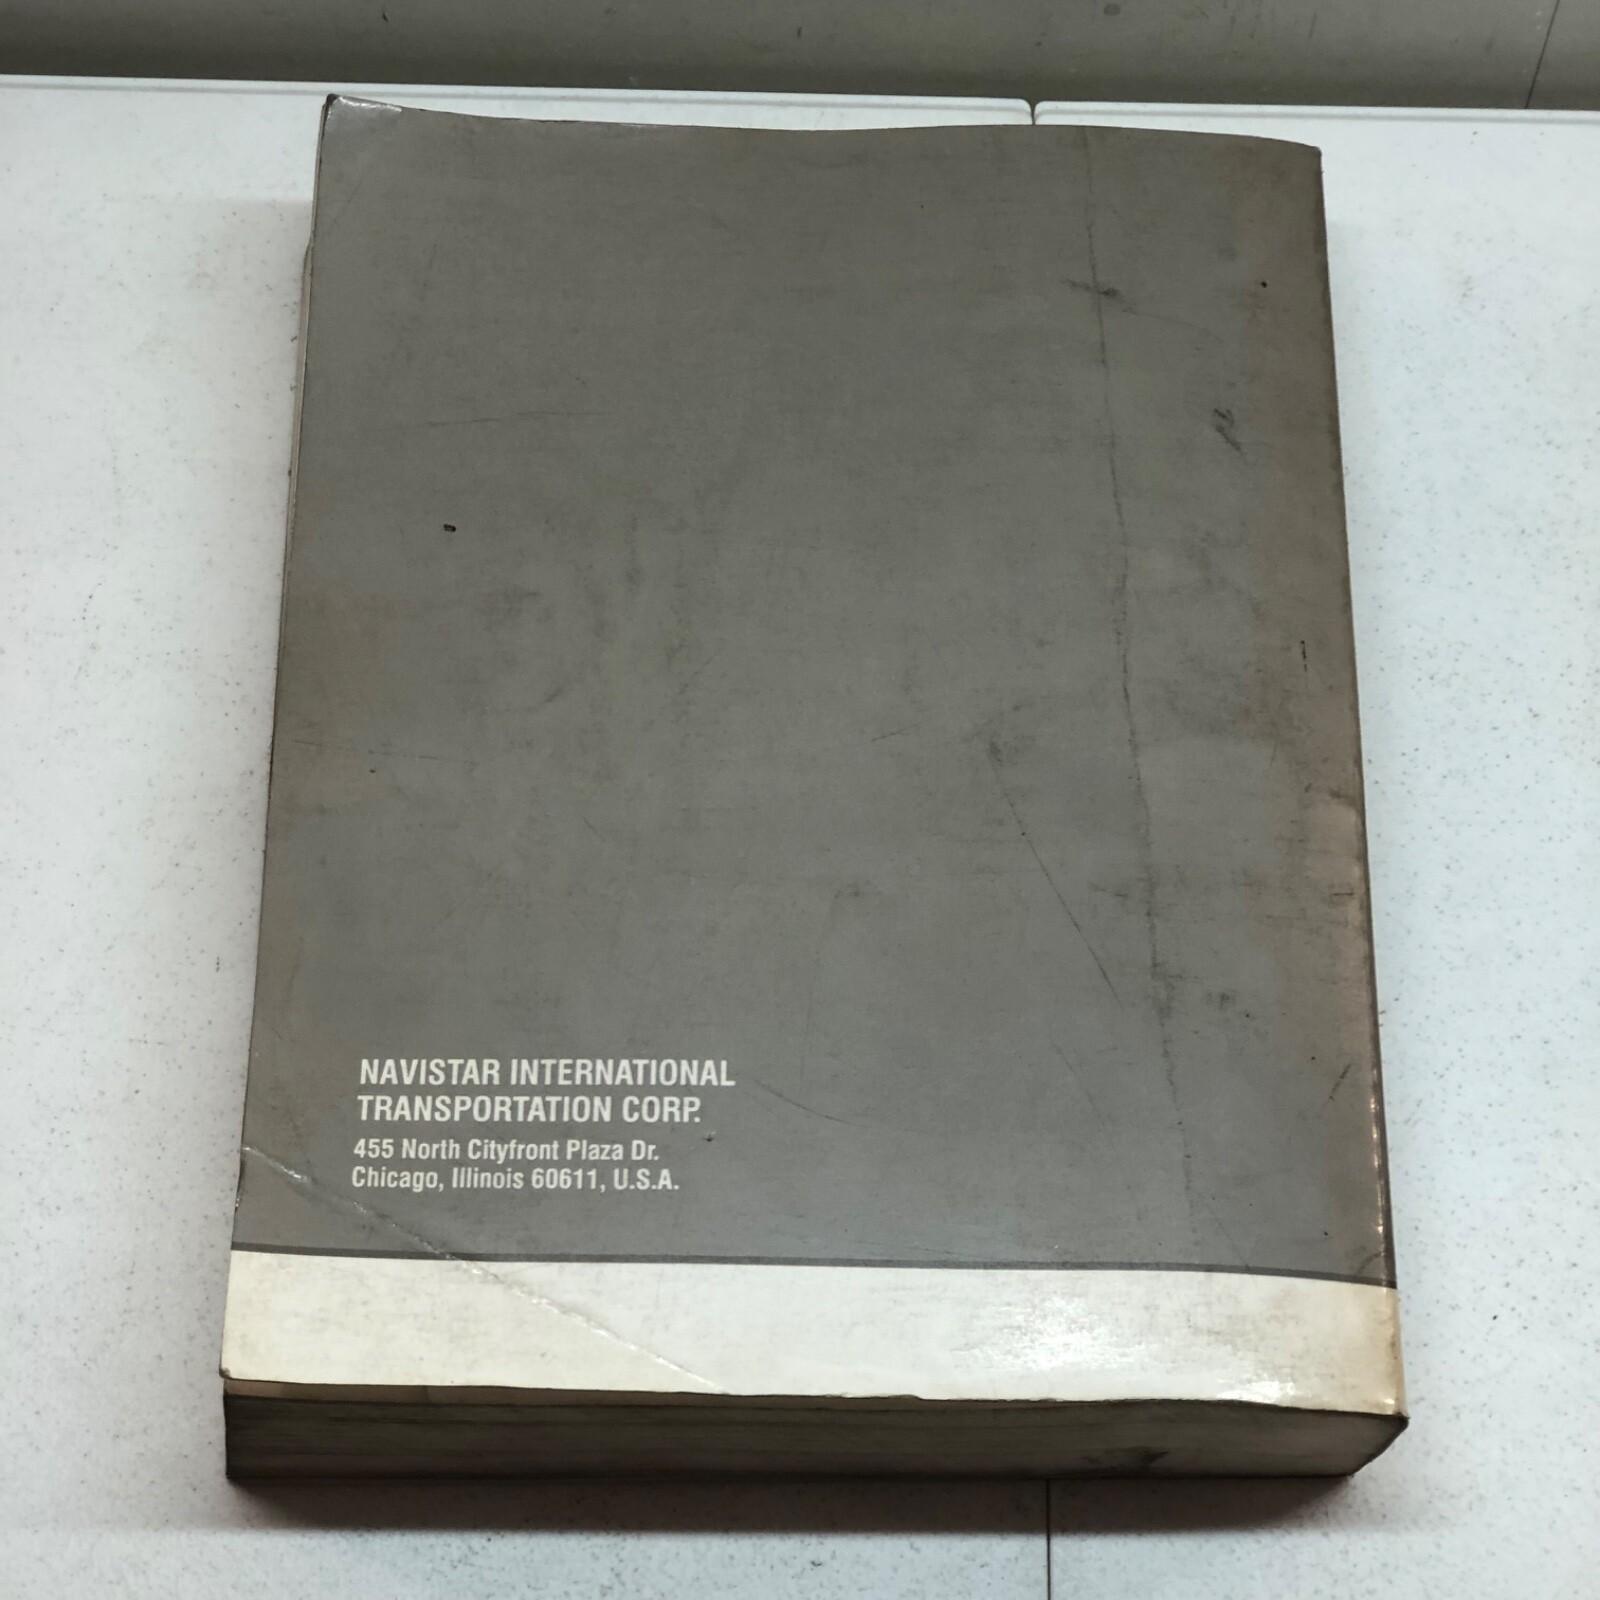 NAVISTAR INTERNATIONAL
TRANSPORTATION CORP.
455 North Cityfront Plaza Dr.
Chicago, Illinois 60611, U.S.A.